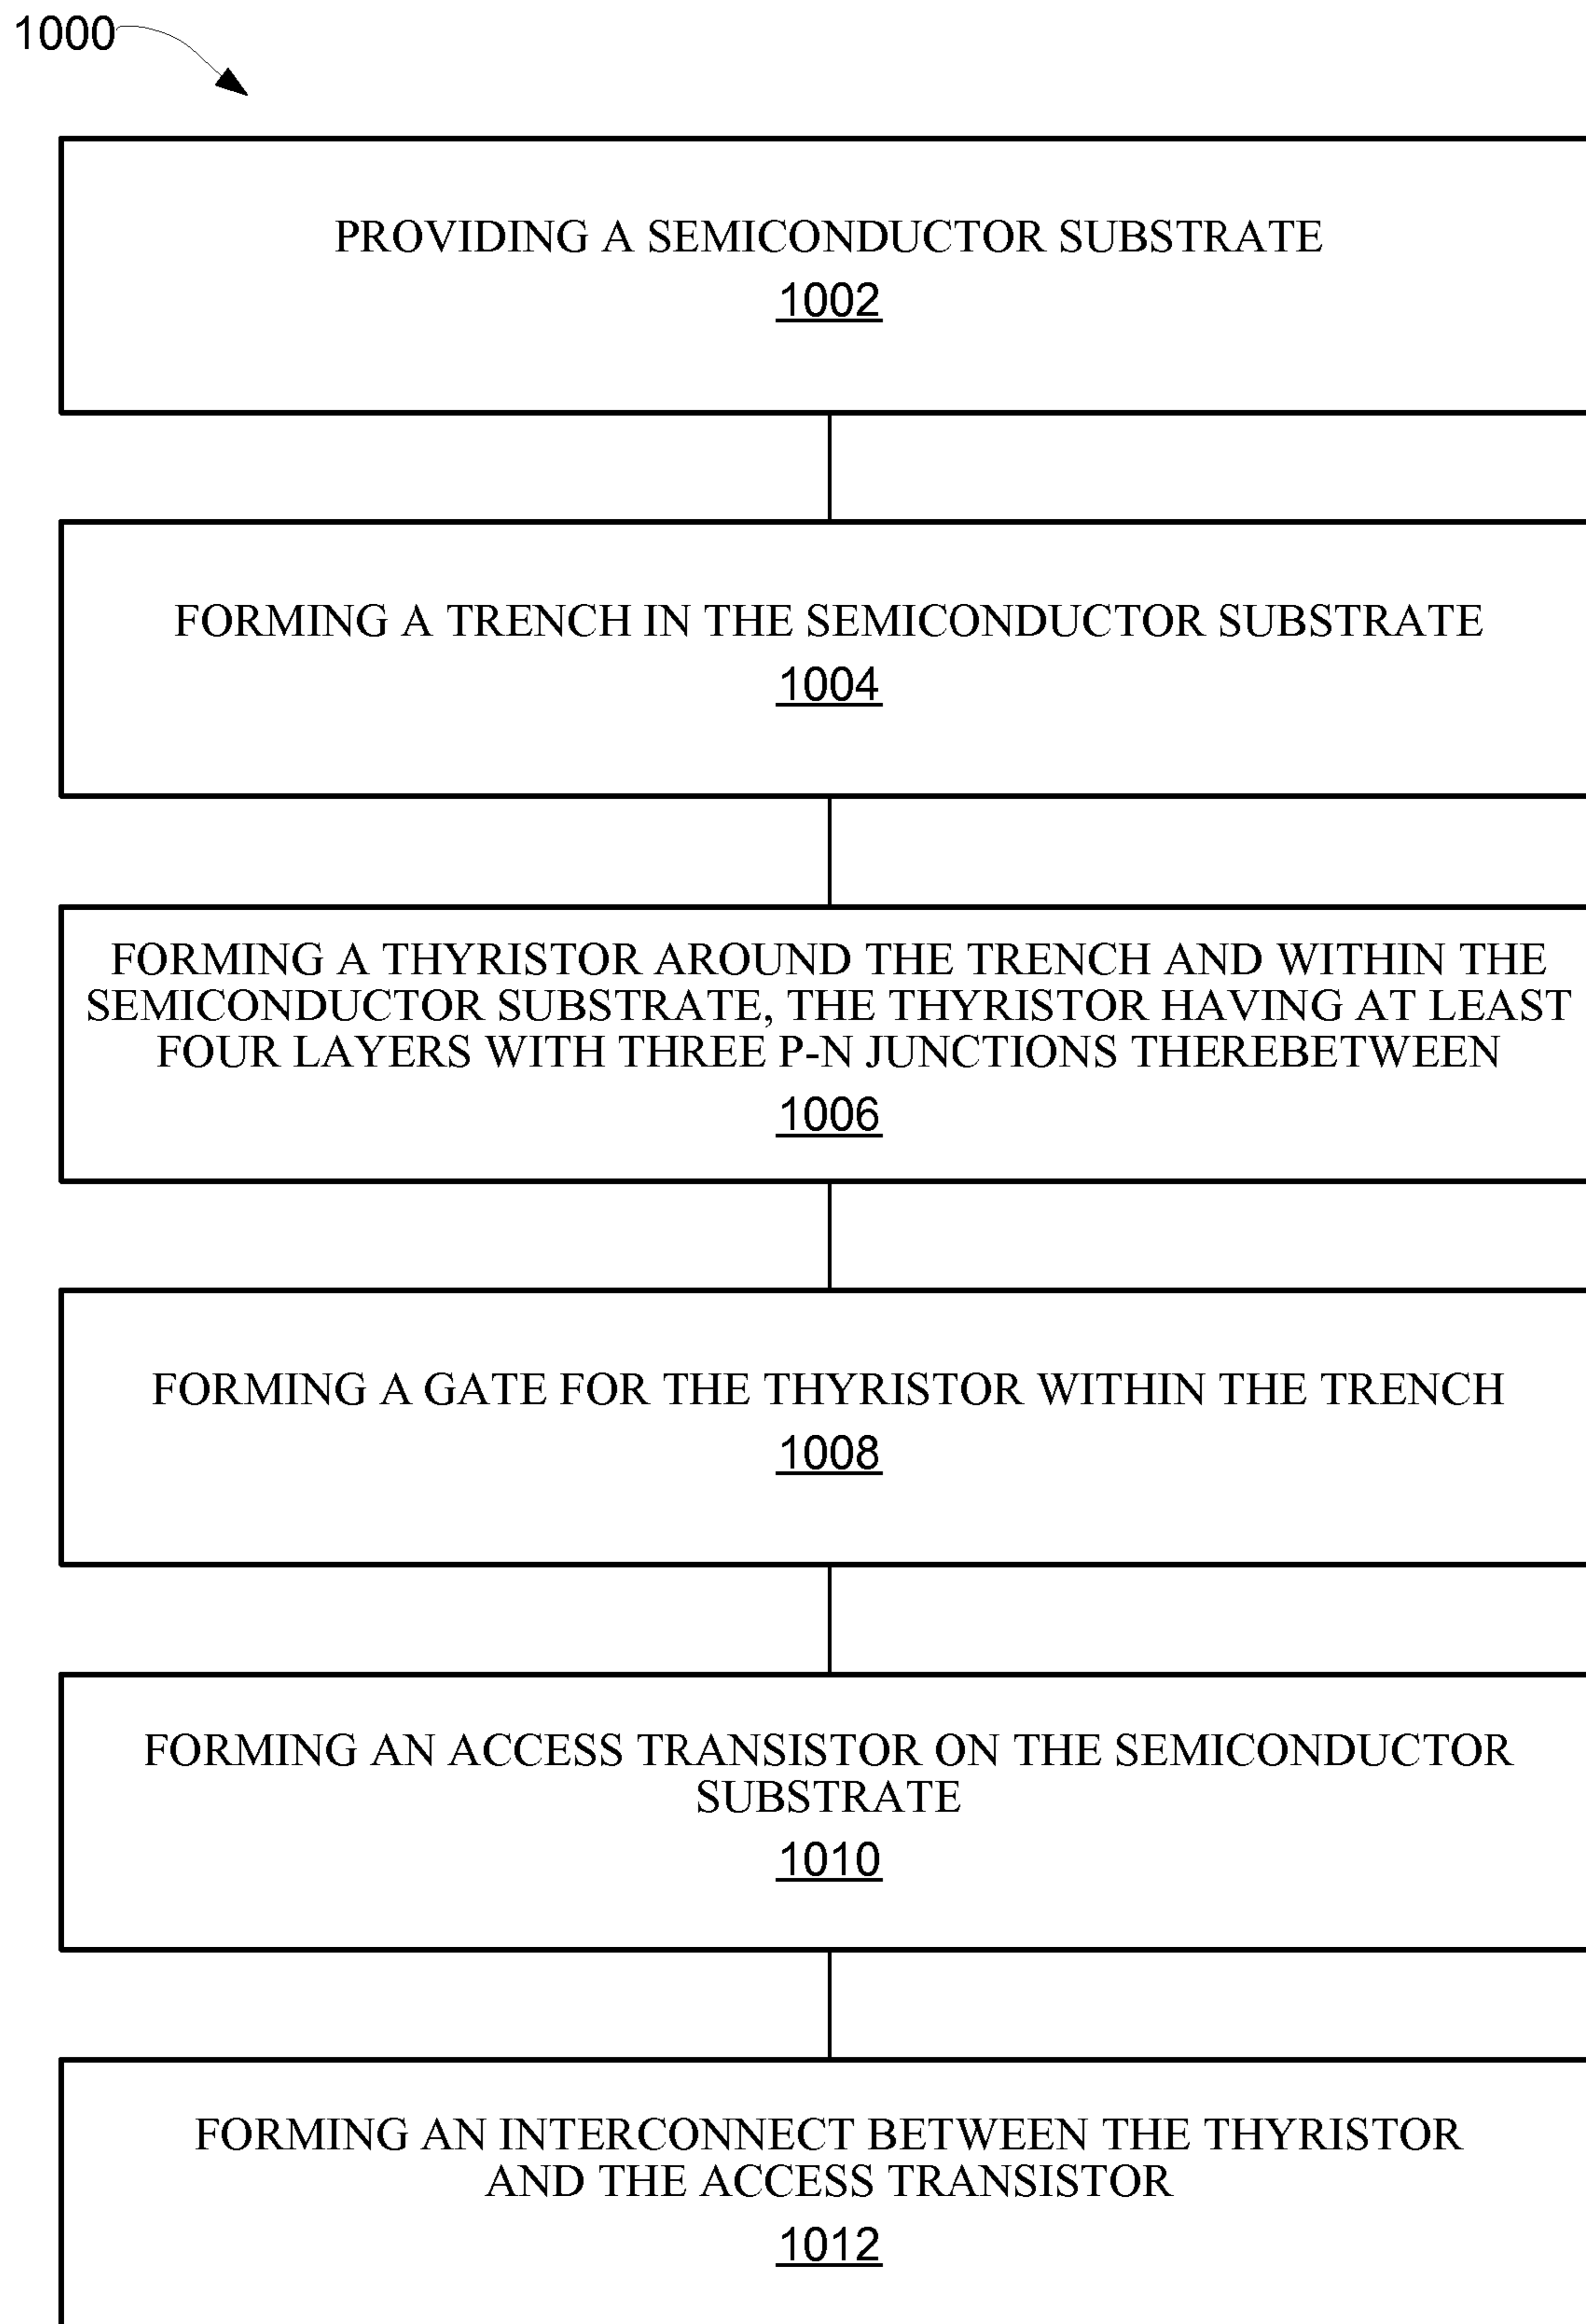 1000
PROVIDING A SEMICONDUCTOR SUBSTRATE
1002
FORMING A TRENCH IN THE SEMICONDUCTOR SUBSTRATE
1004
FORMING A THYRISTOR AROUND THE TRENCH AND WITHIN THE
SEMICONDUCTOR SUBSTRATE, THE THYRISTOR HAVING AT LEAST
FOUR LAYERS WITH THREE P-N JUNCTIONS THEREBETWEEN
1006
FORMING A GATE FOR THE THYRISTOR WITHIN THE TRENCH
1008
FORMING AN ACCESS TRANSISTOR ON THE SEMICONDUCTOR
SUBSTRATE
1010
FORMING AN INTERCONNECT BETWEEN THE THYRISTOR
AND THE ACCESS TRANSISTOR
1012